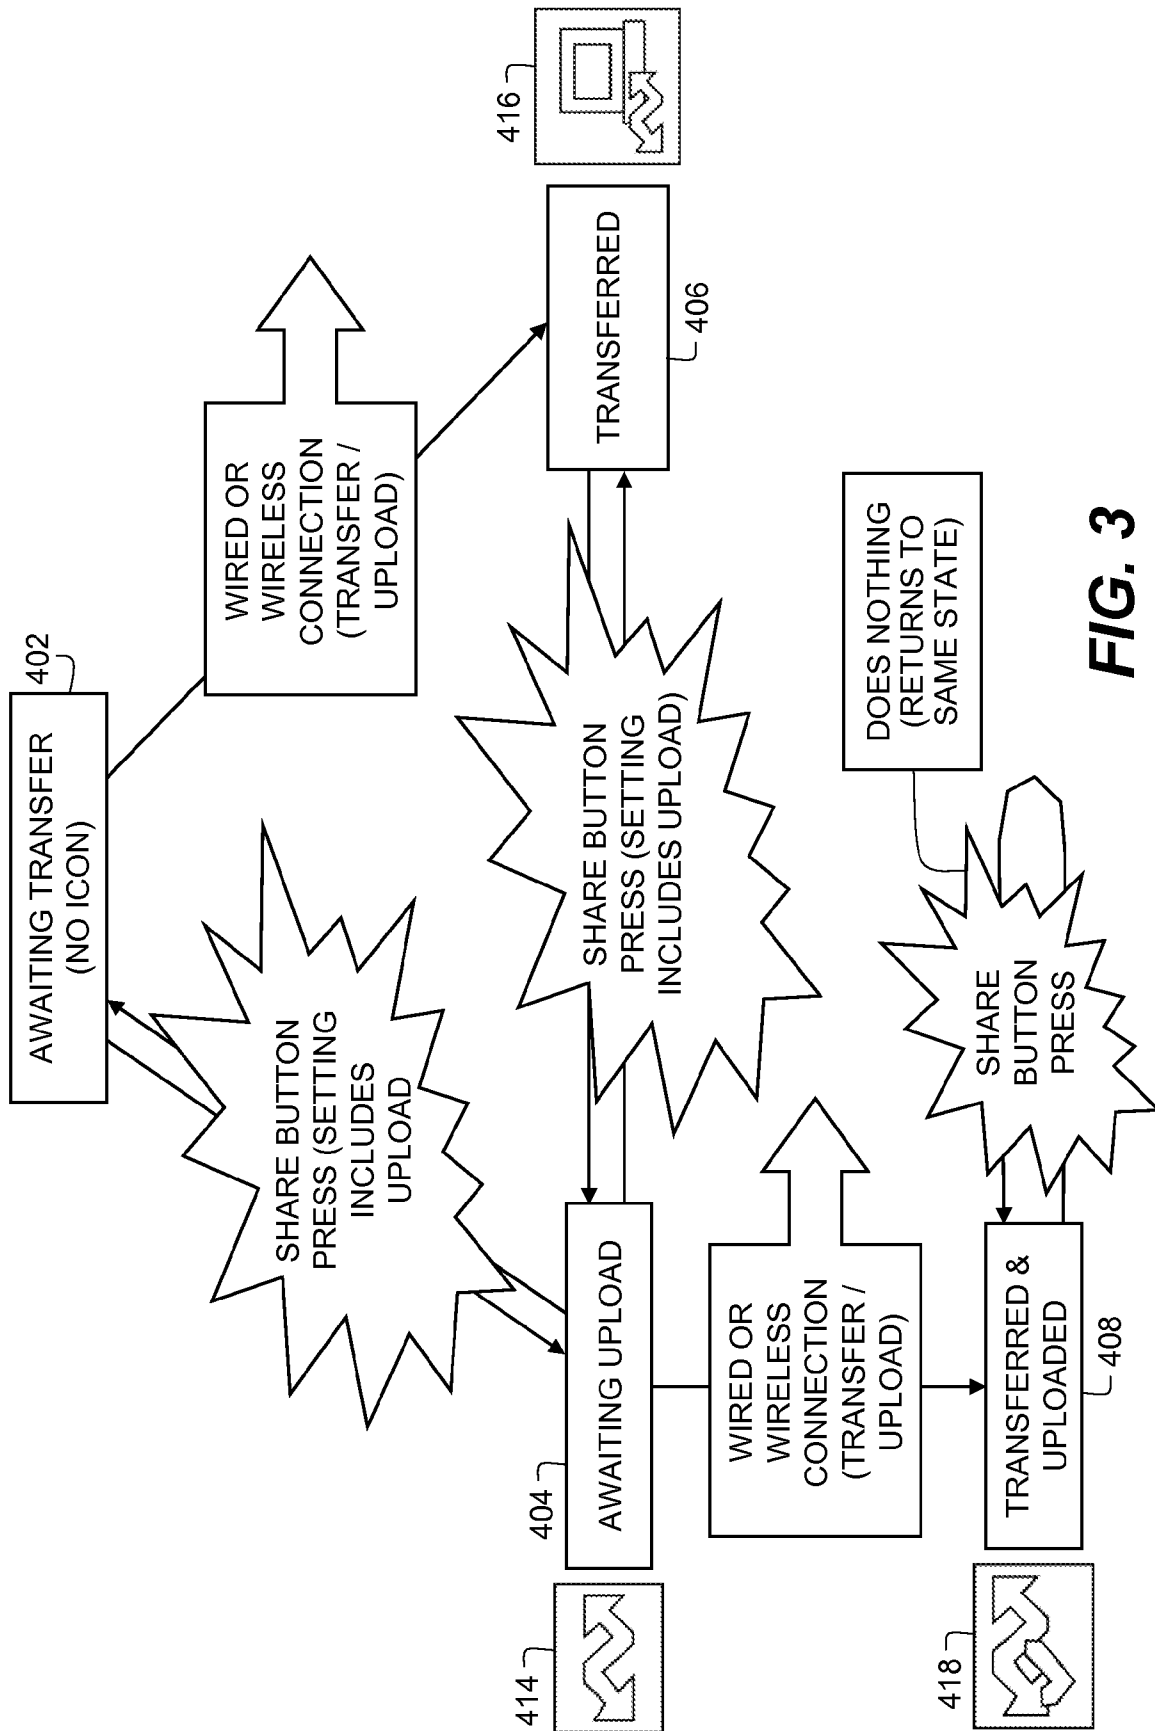 402
AWAITING TRANSFER
(NO ICON)
SHARE BUTTON
PRESS (SETTING
INCLUDES
UPLOAD
WIRED OR
WIRELESS
CONNECTION
(TRANSFER /
UPLOAD)
414
404
AWAITING UPLOAD
SHARE BUTTON
PRESS (SETTING
INCLUDES UPLOAD)
TRANSFERRED
406
416
WIRED OR
WIRELESS
CONNECTION
(TRANSFER /
UPLOAD)
DOES NOTHING
(RETURNS TO
SAME STATE)
418
TRANSFERRED &
UPLOADED
408
SHARE
BUTTON
PRESS
FIG. 3